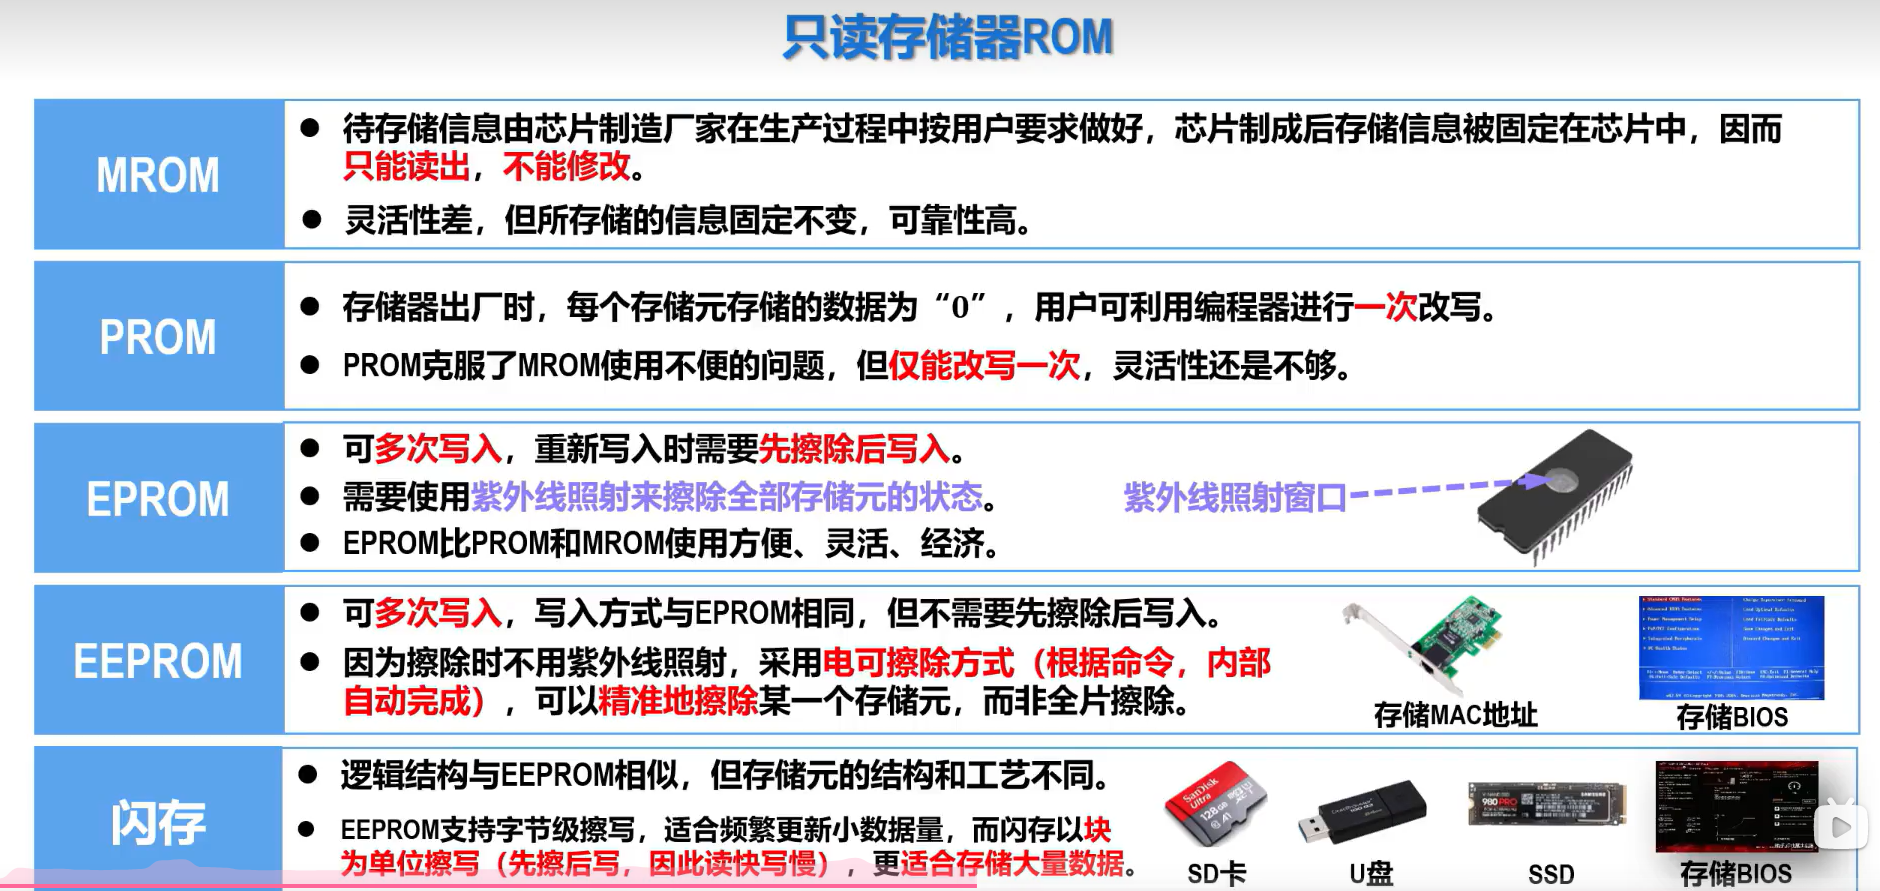 只读存储器ROM
MROM
● 待存储信息由芯片制造厂家在生产过程中按用户要求做好，芯片制成后存储信息被固定在芯片中，因而
只能读出，不能修改。
● 灵活性差，但所存储的信息固定不变，可靠性高。
PROM
● 存储器出厂时，每个存储元存储的数据为“0”，用户可利用编程器进行一次改写。
● PROM克服了MROM使用不便的问题，但仅能改写一次，灵活性还是不够。
EPROM
● 可多次写入，重新写入时需要先擦除后写入。
● 需要使用紫外线照射来擦除全部存储元的状态。
● EPROM比PROM和MROM使用方便、灵活、经济。
紫外线照射窗口
EEPROM
● 可多次写入，写入方式与EPROM相同，但不需要先擦除后写入。
● 因为擦除时不用紫外线照射，采用电可擦除方式（根据命令，内部
自动完成），可以精准地擦除某一个存储元，而非全片擦除。
存储MAC地址
存储BIOS
闪存
● 逻辑结构与EEPROM相似，但存储元的结构和工艺不同。
● EEPROM支持字节级擦写，适合频繁更新小数据量，而闪存以块
为单位擦写（先擦后写，因此读快写慢），更适合存储大量数据。
SanDisk
Ultra
128GB
A1
980 PRO
SD卡
U盘
SSD
存储BIOS